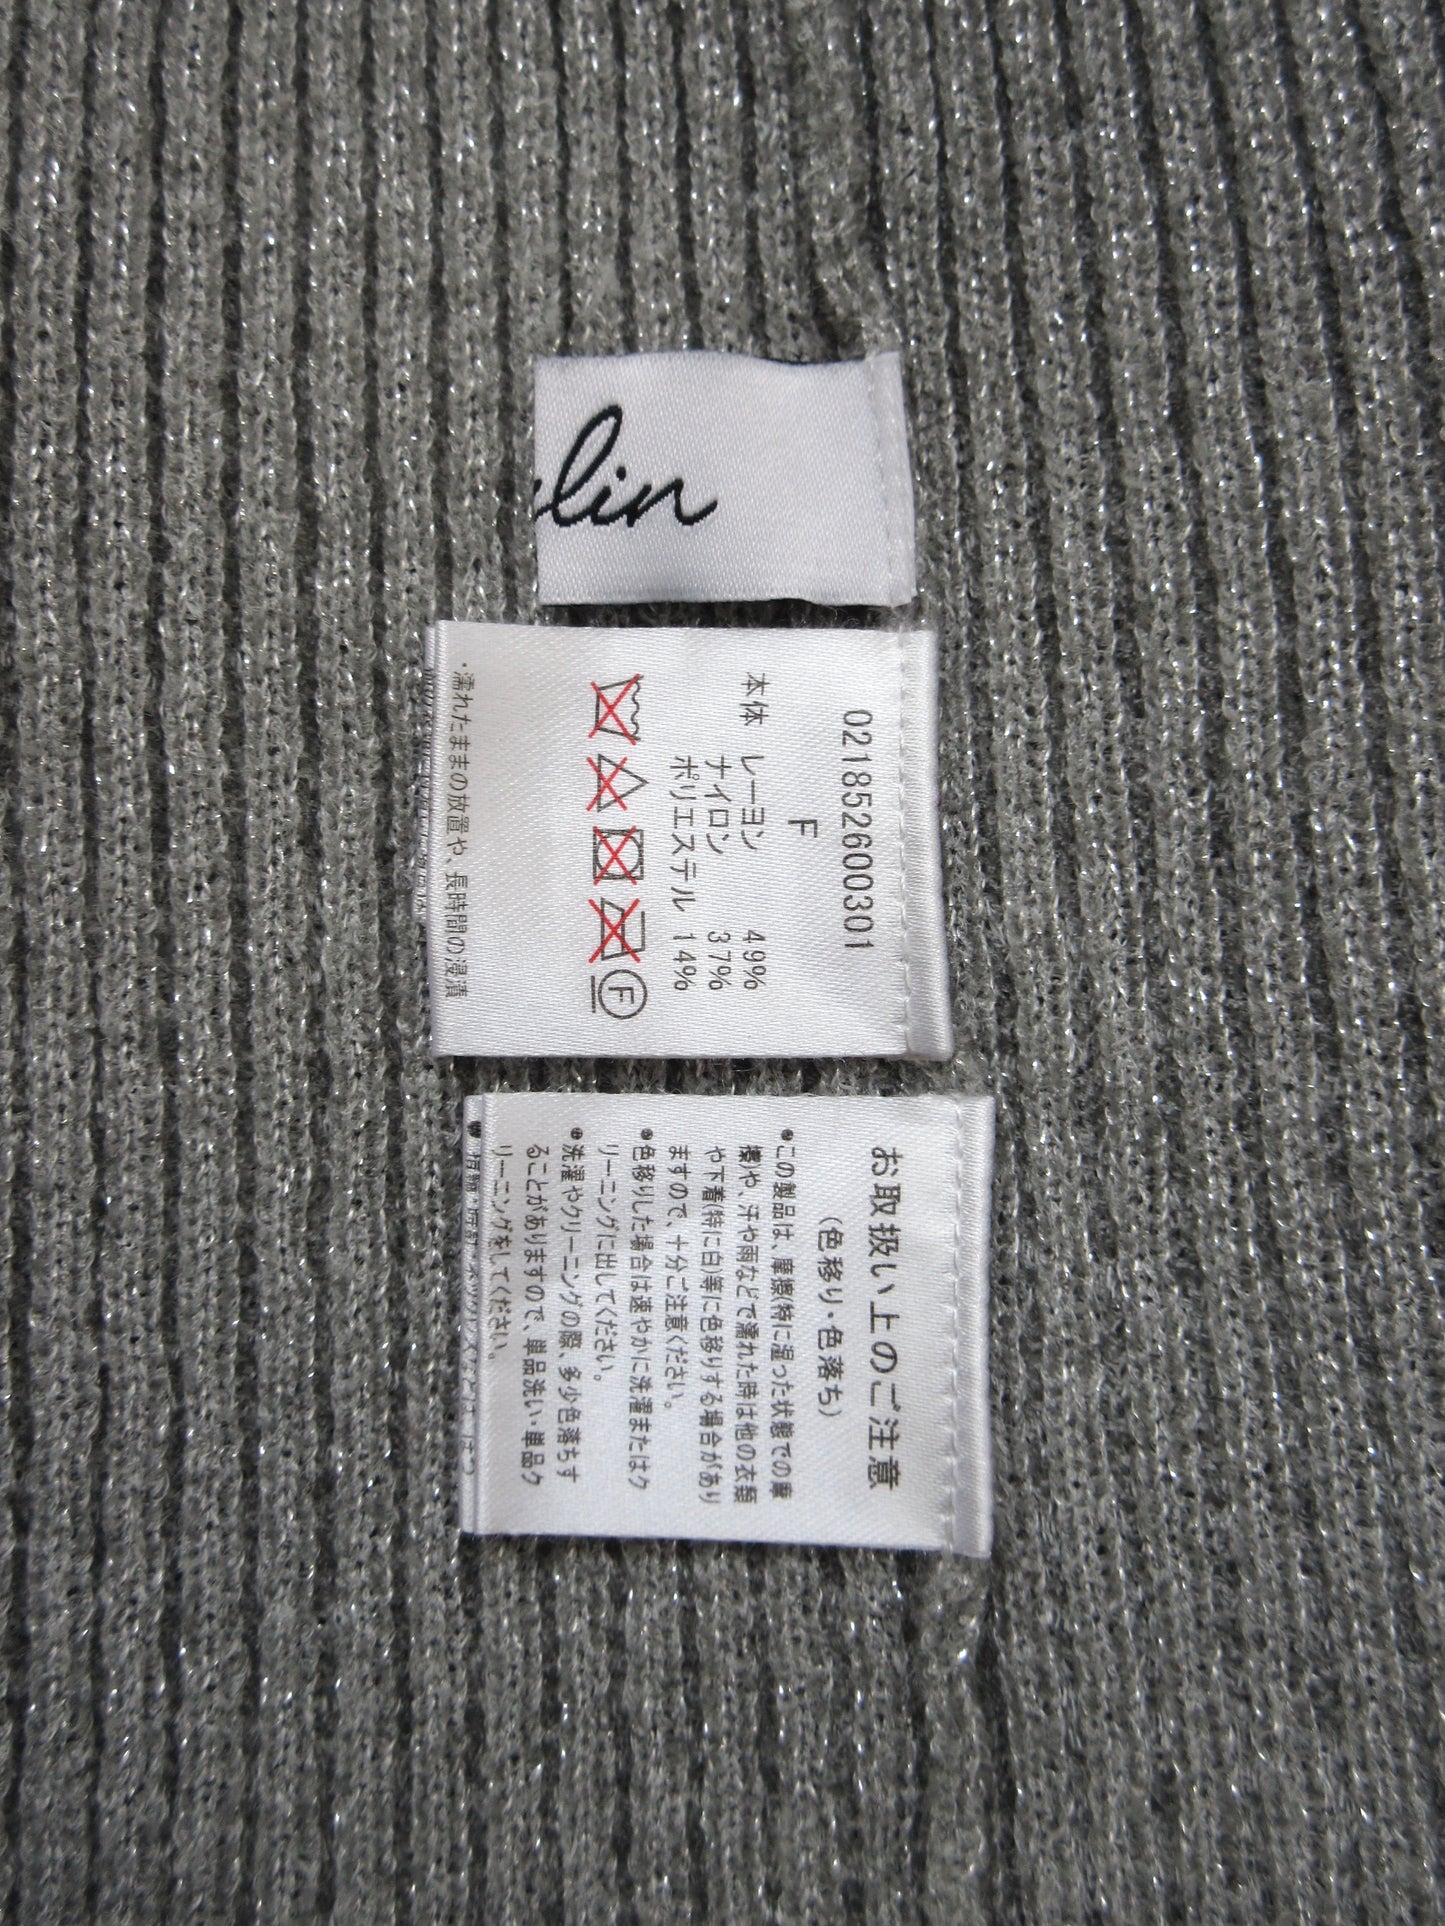 lin
021852600301
F
本体 レーヨン 49%
ナイロン 37%
ポリエステル 14%
F
・濡れたままの放置や、長時間の浸漬
お取扱い上のご注意
(色移り・色落ち)
●この製品は、摩擦(特に湿った状態での摩
擦)や、汗や雨などで濡れた時は他の衣類
や下着(特に白)等に色移りする場合があり
ますので、十分ご注意ください。
●色移りした場合は速やかに洗濯またはク
リーニングに出してください。
●洗濯やクリーニングの際、多少色落ちす
ることがありますので、単品洗い・単品ク
リーニングをしてください。